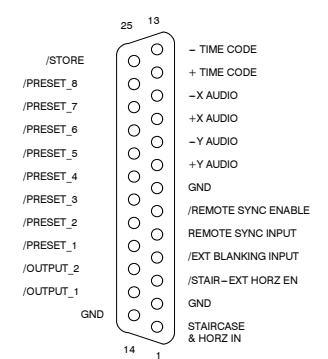 25 13
- TIME CODE
/STORE
+ TIME CODE
/PRESET_8
-X AUDIO
/PRESET_7
+X AUDIO
/PRESET_6
-Y AUDIO
/PRESET_5
+Y AUDIO
/PRESET_4
GND
/PRESET_3
/REMOTE SYNC ENABLE
/PRESET_2
REMOTE SYNC INPUT
/PRESET_1
/EXT BLANKING INPUT
/OUTPUT_2
/STAIR-EXT HORZ EN
/OUTPUT_1
GND
GND
STAIRCASE
& HORZ IN
14 1